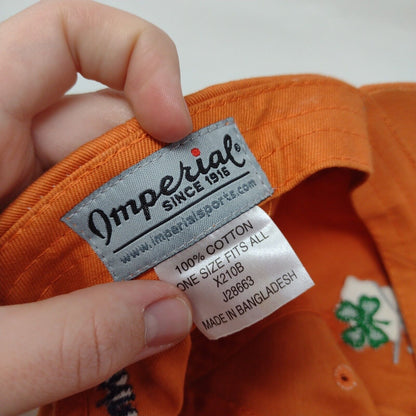 Imperial®
SINCE 1916
www.imperialsports.com
100% COTTON
ONE SIZE FITS ALL
X210B
J28663
MADE IN BANGLADESH